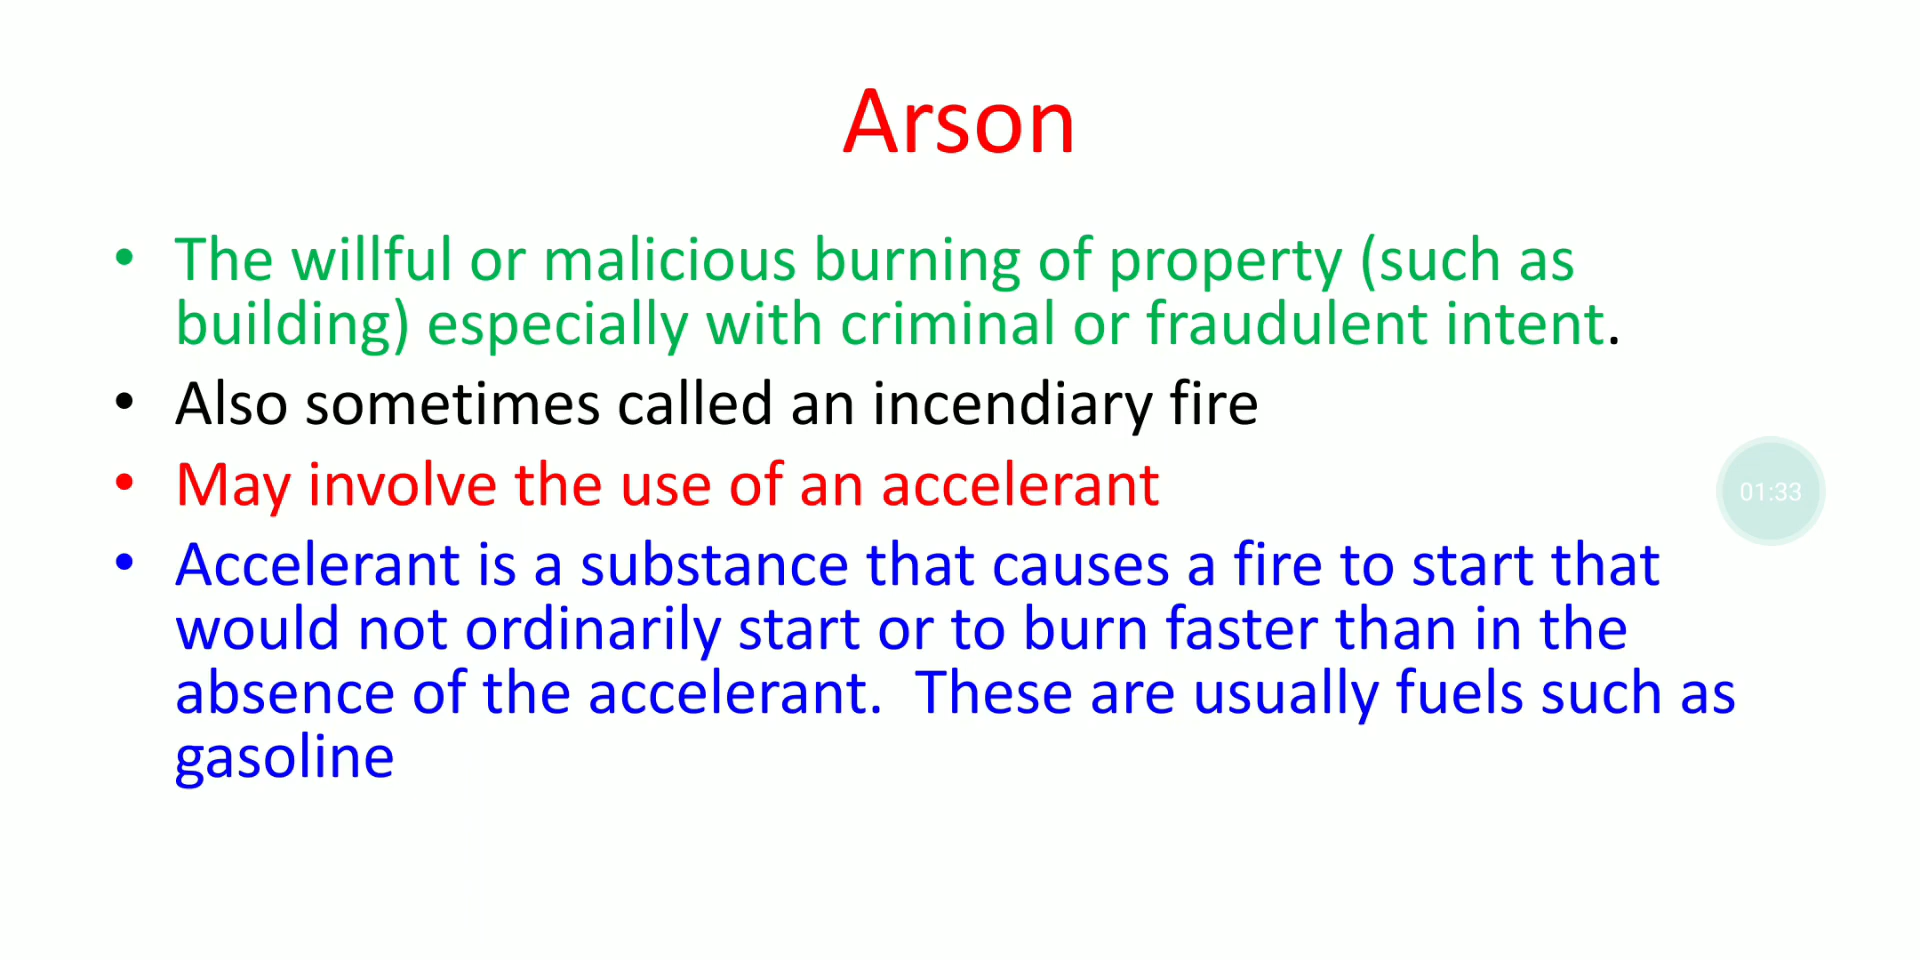 Arson
• The willful or malicious burning of property (such as
building) especially with criminal or fraudulent intent.
• Also sometimes called an incendiary fire
• May involve the use of an accelerant
01:33
• Accelerant is a substance that causes a fire to start that
would not ordinarily start or to burn faster than in the
absence of the accelerant.  These are usually fuels such as
gasoline